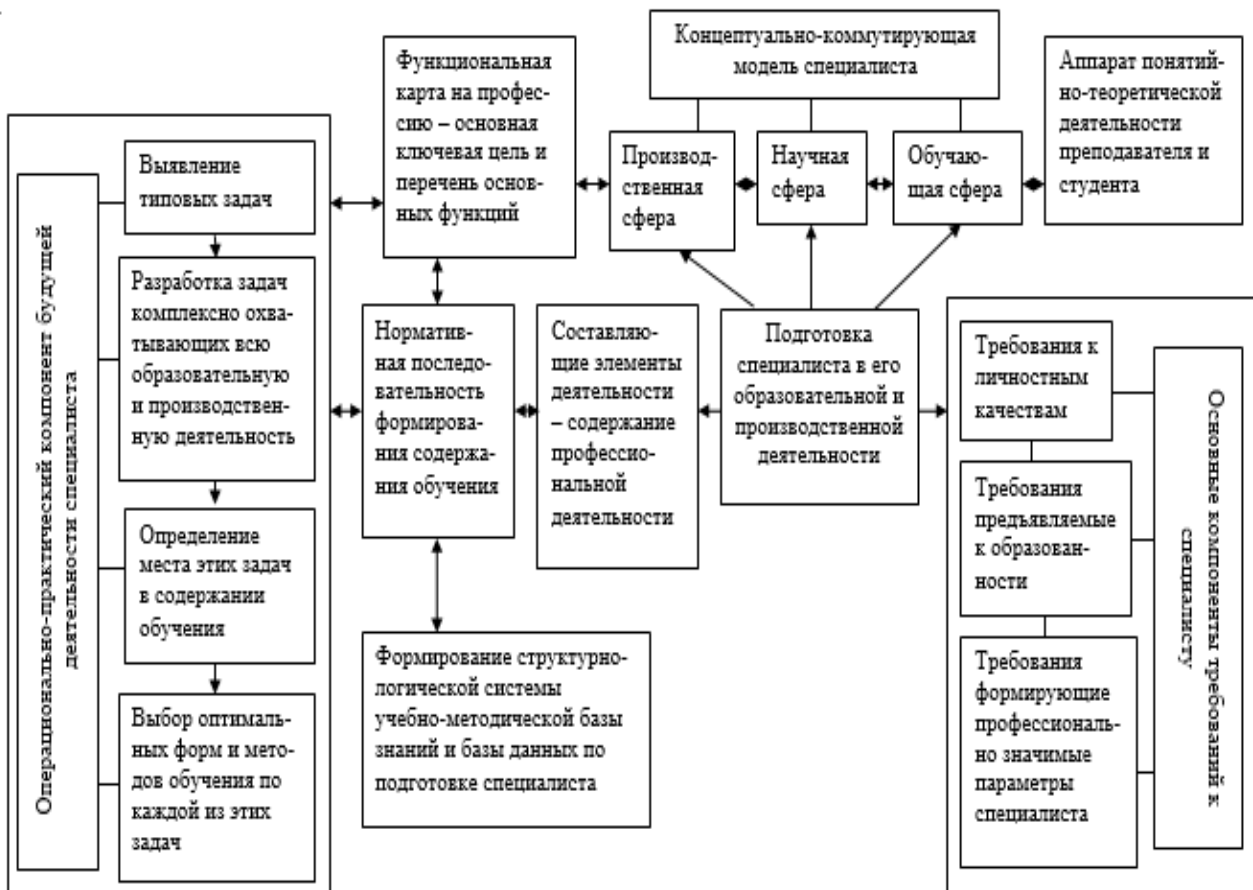 Операционально-практический компонент будущей
деятельности специалиста
Выявление
типовых задач
Разработка задач
комплексно охва-
тывающих всю
образовательную
и производствен-
ную деятельность
Определение
места этих задач
в содержании
обучения
Выбор оптималь-
ных форм и мето-
дов обучения по
каждой из этих
задач
Функциональная
карта на профес-
сию – основная
ключевая цель и
перечень основ-
ных функций
Норматив-
ная последо-
вательность
формирова-
ния содержа-
ния обучения
Формирование структурно-
логической системы
учебно-методической базы
знаний и базы данных по
подготовке специалиста
Концептуально-коммутирующая
модель специалиста
Производ-
ственная
сфера
Научная
сфера
Обучаю-
щая сфера
Аппарат понятий-
но-теоретической
деятельности
преподавателя и
студента
Составляю-
щие элементы
деятельности
– содержание
профессио-
нальной
деятельности
Подготовка
специалиста в его
образовательной и
производственной
деятельности
Требования к
личностным
качествам
Требования
предъявляемые
к образован-
ности
Требования
формирующие
профессиональ-
но значимые
параметры
специалиста
Основные компоненты требований к
специалисту